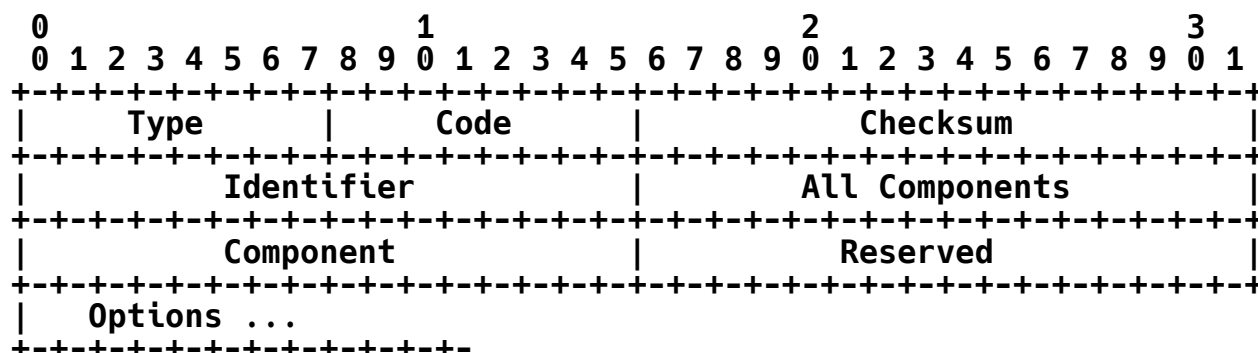 0                   1                   2                   3
 0 1 2 3 4 5 6 7 8 9 0 1 2 3 4 5 6 7 8 9 0 1 2 3 4 5 6 7 8 9 0 1
+-+-+-+-+-+-+-+-+-+-+-+-+-+-+-+-+-+-+-+-+-+-+-+-+-+-+-+-+-+-+-+-+
|     Type      |     Code      |           Checksum            |
+-+-+-+-+-+-+-+-+-+-+-+-+-+-+-+-+-+-+-+-+-+-+-+-+-+-+-+-+-+-+-+-+
|          Identifier           |        All Components         |
+-+-+-+-+-+-+-+-+-+-+-+-+-+-+-+-+-+-+-+-+-+-+-+-+-+-+-+-+-+-+-+-+
|          Component            |          Reserved             |
+-+-+-+-+-+-+-+-+-+-+-+-+-+-+-+-+-+-+-+-+-+-+-+-+-+-+-+-+-+-+-+-+
|   Options ...
+-+-+-+-+-+-+-+-+-+-+-+-